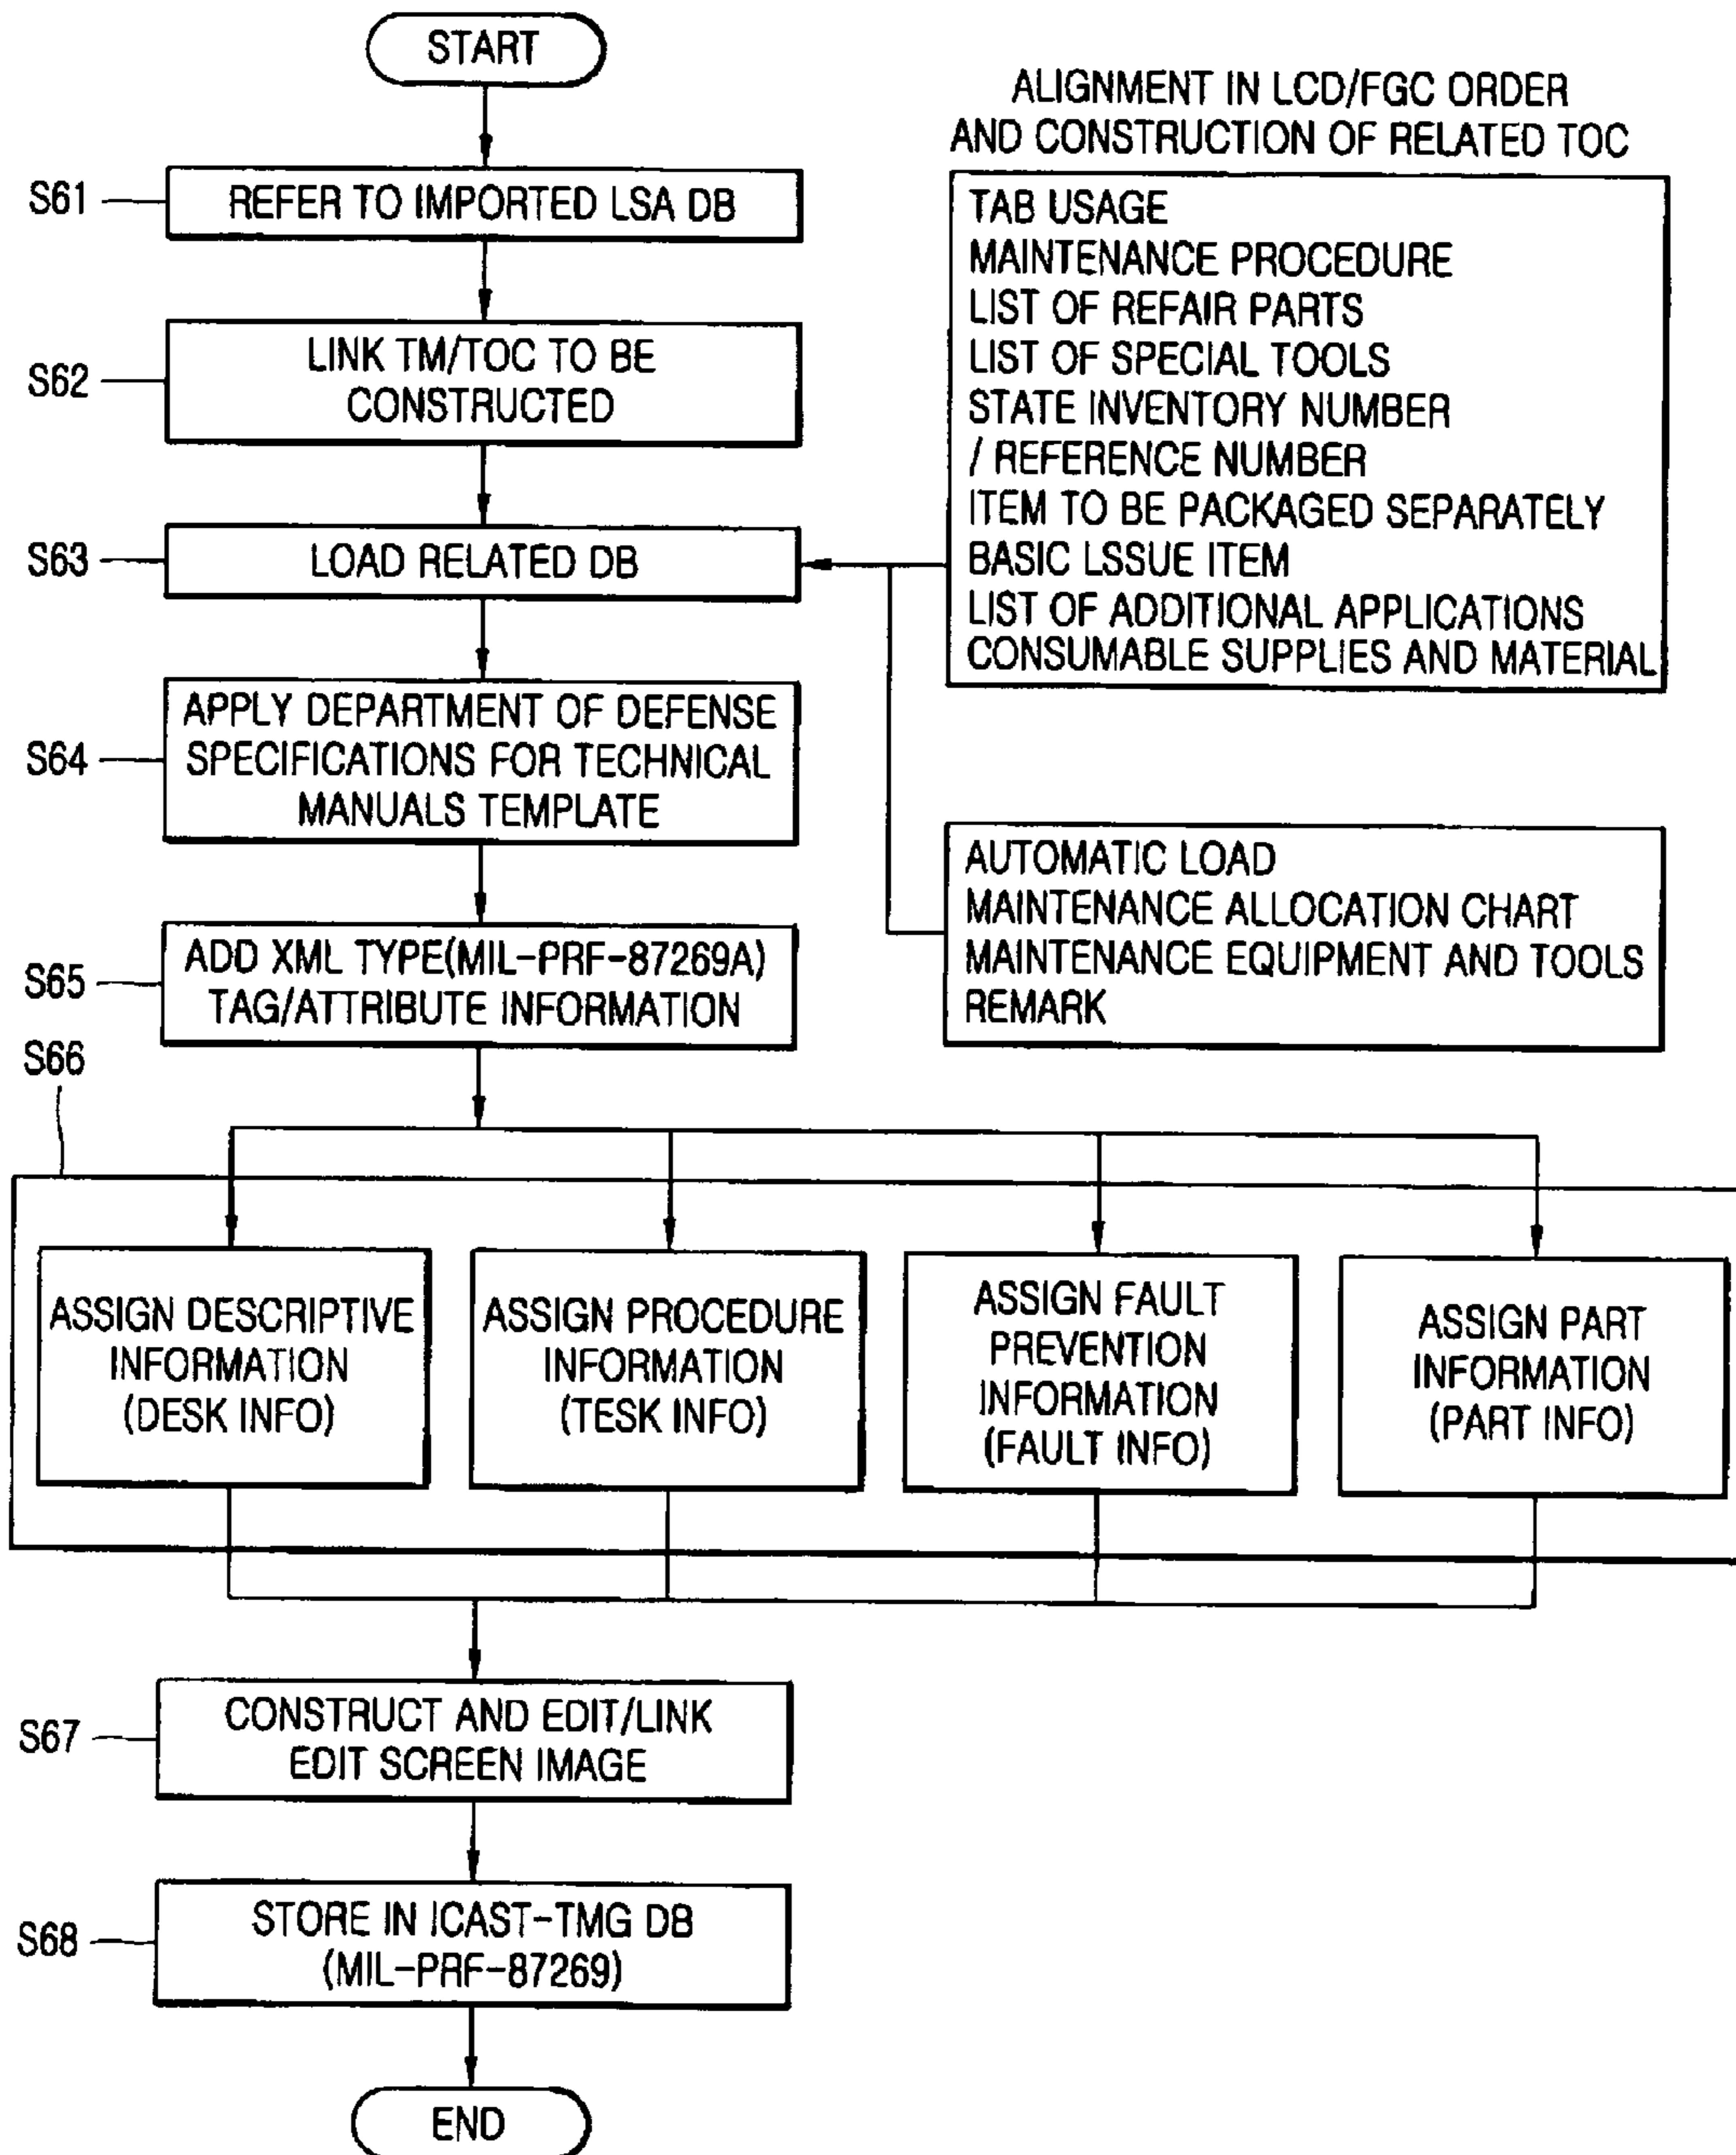 START
S61
REFER TO IMPORTED LSA DB
S62
LINK TM/TOC TO BE
CONSTRUCTED
S63
LOAD RELATED DB
ALIGNMENT IN LCD/FGC ORDER
AND CONSTRUCTION OF RELATED TOC
TAB USAGE
MAINTENANCE PROCEDURE
LIST OF REFAIR PARTS
LIST OF SPECIAL TOOLS
STATE INVENTORY NUMBER
/ REFERENCE NUMBER
ITEM TO BE PACKAGED SEPARATELY
BASIC LSSUE ITEM
LIST OF ADDITIONAL APPLICATIONS
CONSUMABLE SUPPLIES AND MATERIAL
AUTOMATIC LOAD
MAINTENANCE ALLOCATION CHART
MAINTENANCE EQUIPMENT AND TOOLS
REMARK
S64
APPLY DEPARTMENT OF DEFENSE
SPECIFICATIONS FOR TECHNICAL
MANUALS TEMPLATE
S65
ADD XML TYPE(MIL-PRF-87269A)
TAG/ATTRIBUTE INFORMATION
S66
ASSIGN DESCRIPTIVE
INFORMATION
(DESK INFO)
ASSIGN PROCEDURE
INFORMATION
(TESK INFO)
ASSIGN FAULT
PREVENTION
INFORMATION
(FAULT INFO)
ASSIGN PART
INFORMATION
(PART INFO)
S67
CONSTRUCT AND EDIT/LINK
EDIT SCREEN IMAGE
S68
STORE IN ICAST-TMG DB
(MIL-PRF-87269)
END